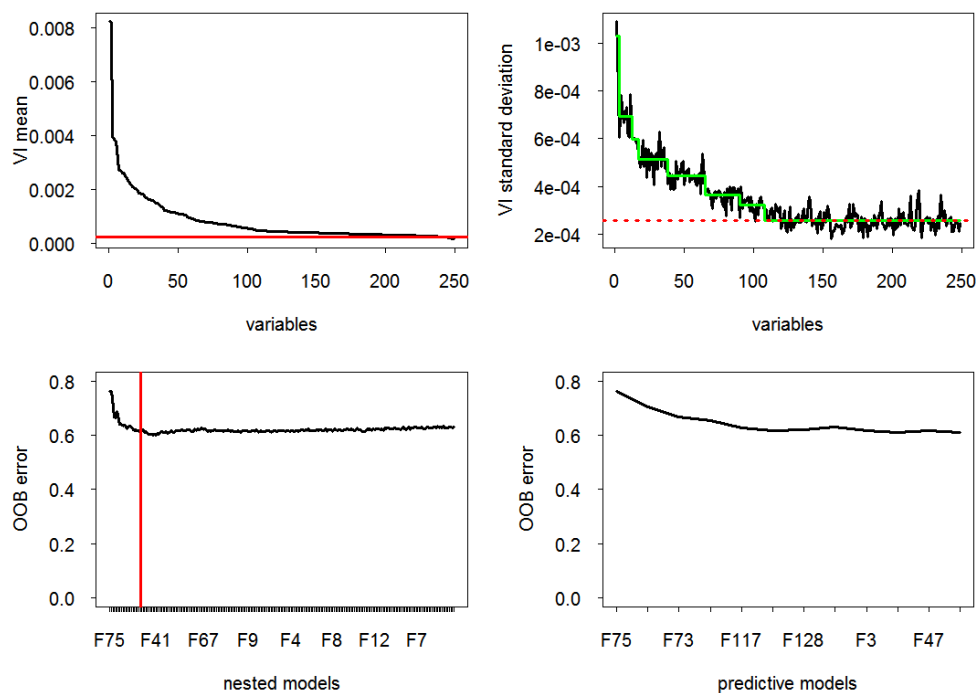 VI mean
0.008
0.006
0.004
0.002
0.000
0 50 100 150 200 250
variables
VI standard deviation
1e-03
8e-04
6e-04
4e-04
2e-04
0 50 100 150 200 250
variables
OOB error
0.8
0.6
0.4
0.2
0.0
F75 F41 F67 F9 F4 F8 F12 F7
nested models
OOB error
0.8
0.6
0.4
0.2
0.0
F75 F73 F117 F128 F3 F47
predictive models